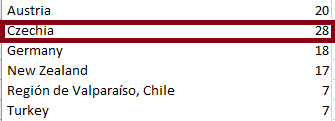 Austria 20
Czechia 28
Germany 18
New Zealand 17
Región de Valparaíso, Chile 7
Turkey 7